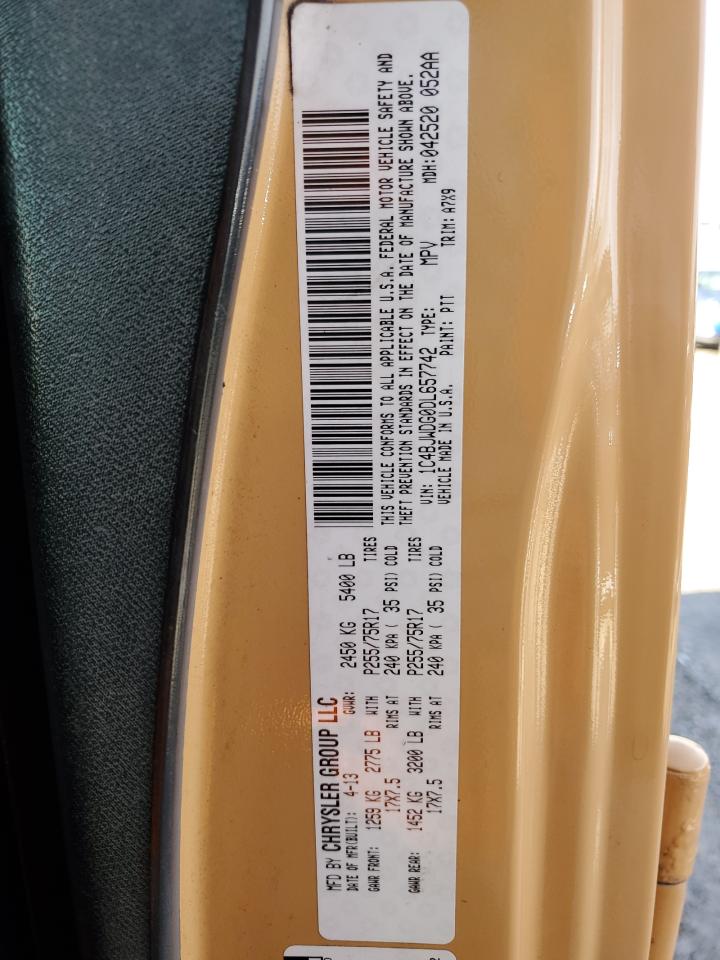 MFD BY CHRYSLER GROUP LLC
DATE OF MFR(BUILT): 4-13 GVWR: 2450 KG 5400 LB
GAWR FRONT: 1259 KG 2775 LB WITH P255/75R17 TIRES
17X7.5 RIMS AT 240 KPA ( 35 PSI) COLD
GAWR REAR: 1452 KG 3200 LB WITH P255/75R17 TIRES
17X7.5 RIMS AT 240 KPA ( 35 PSI) COLD
THIS VEHICLE CONFORMS TO ALL APPLICABLE U.S.A. FEDERAL MOTOR VEHICLE SAFETY AND
THEFT PREVENTION STANDARDS IN EFFECT ON THE DATE OF MANUFACTURE SHOWN ABOVE.
VIN: 1C4BJWDG0DL657742 TYPE: MPV MDH:042520 052AA
VEHICLE MADE IN U.S.A. PAINT: PTT TRIM: A7X9